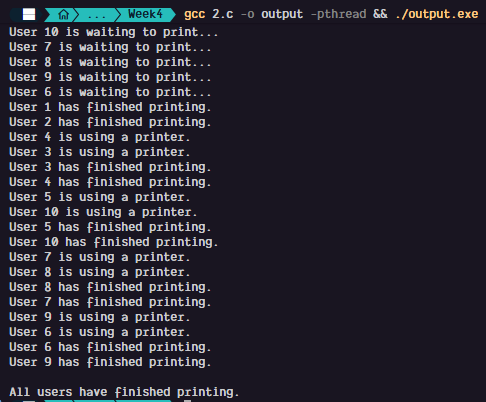 ... Week4 gcc 2.c -o output -pthread && ./output.exe
User 10 is waiting to print...
User 7 is waiting to print...
User 8 is waiting to print...
User 9 is waiting to print...
User 6 is waiting to print...
User 1 has finished printing.
User 2 has finished printing.
User 4 is using a printer.
User 3 is using a printer.
User 3 has finished printing.
User 4 has finished printing.
User 5 is using a printer.
User 10 is using a printer.
User 5 has finished printing.
User 10 has finished printing.
User 7 is using a printer.
User 8 is using a printer.
User 8 has finished printing.
User 7 has finished printing.
User 9 is using a printer.
User 6 is using a printer.
User 6 has finished printing.
User 9 has finished printing.
All users have finished printing.